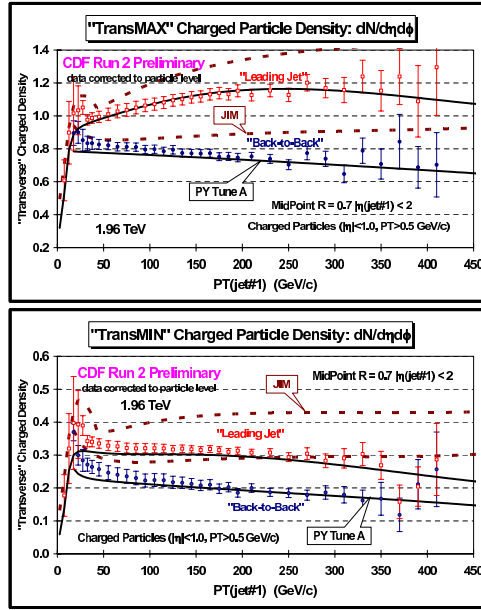 "TransMAX" Charged Particle Density: dN/dηdϕ
1.4
1.2
1.0
0.8
0.6
0.4
0.2
"Transverse" Charged Density
CDF Run 2 Preliminary
data corrected to particle level
"Leading Jet"
JIM
"Back-to-Back"
PY Tune A
MidPoint R = 0.7 |η(jet#1)| < 2
1.96 TeV
Charged Particles (|η|<1.0, PT>0.5 GeV/c)
0 50 100 150 200 250 300 350 400 450
PT(jet#1) (GeV/c)
"TransMIN" Charged Particle Density: dN/dηdϕ
0.6
0.5
0.4
0.3
0.2
0.1
0.0
"Transverse" Charged Density
CDF Run 2 Preliminary
data corrected to particle level
JIM
MidPoint R = 0.7 |η(jet#1)| < 2
1.96 TeV
"Leading Jet"
"Back-to-Back"
PY Tune A
Charged Particles (|η|<1.0, PT>0.5 GeV/c)
0 50 100 150 200 250 300 350 400 450
PT(jet#1) (GeV/c)